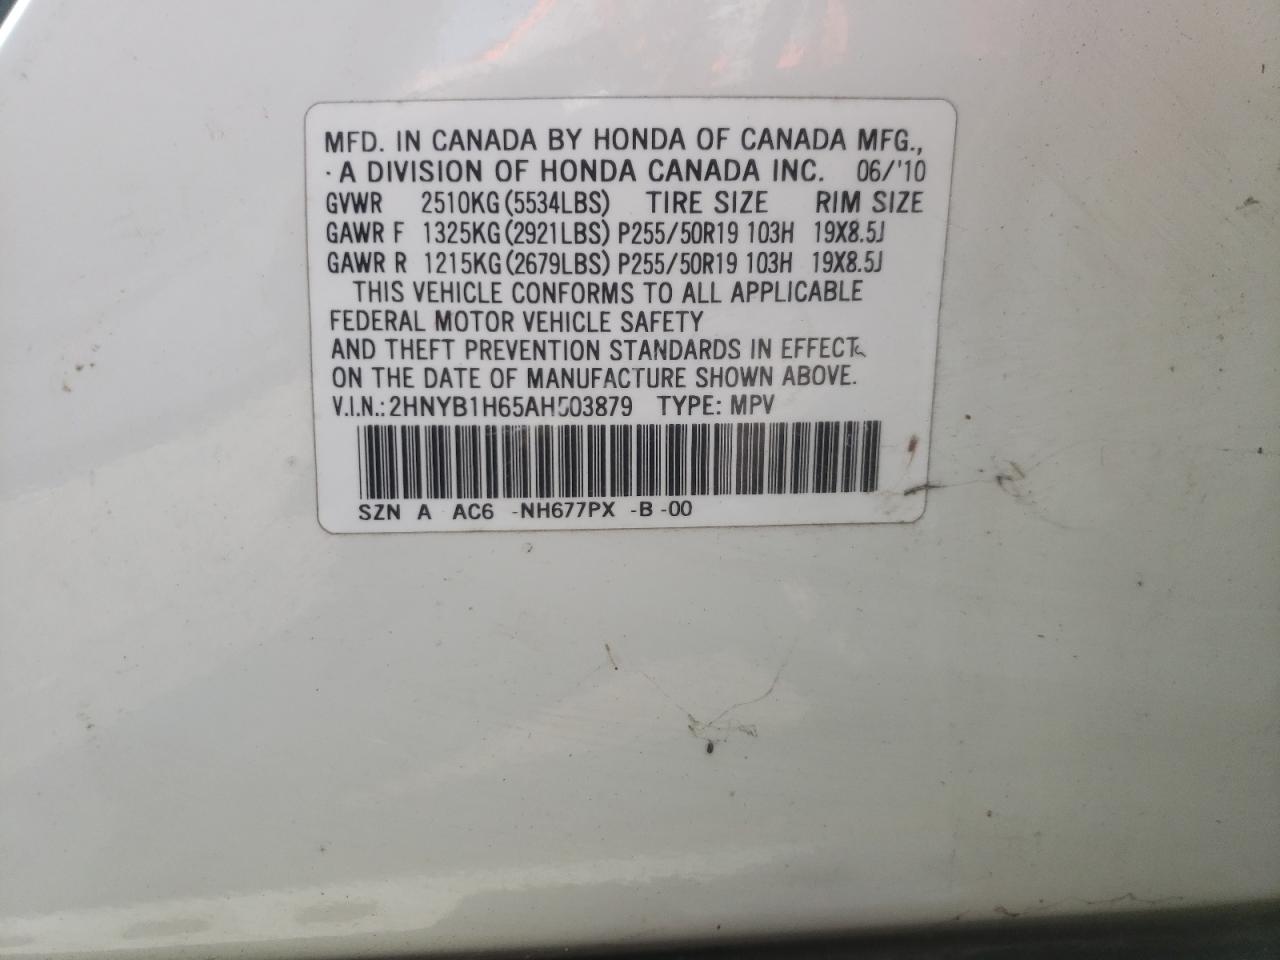 MFD. IN CANADA BY HONDA OF CANADA MFG.,
A DIVISION OF HONDA CANADA INC. 06/'10
GVWR 2510KG (5534LBS) TIRE SIZE RIM SIZE
GAWR F 1325KG (2921LBS) P255/50R19 103H 19X8.5J
GAWR R 1215KG (2679LBS) P255/50R19 103H 19X8.5J
THIS VEHICLE CONFORMS TO ALL APPLICABLE
FEDERAL MOTOR VEHICLE SAFETY
AND THEFT PREVENTION STANDARDS IN EFFECT
ON THE DATE OF MANUFACTURE SHOWN ABOVE.
V.I.N.: 2HNYB1H65AH503879 TYPE: MPV
SZN A AC6 -NH677PX -B -00